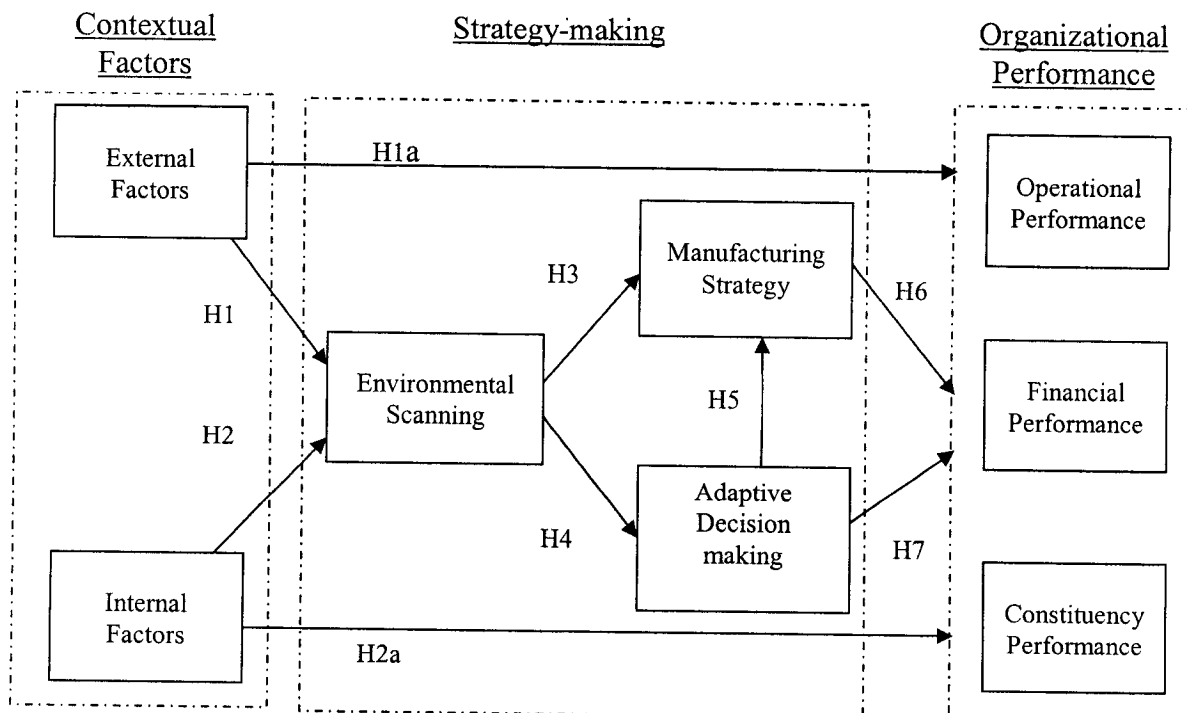 Contextual
Factors
Strategy-making
Organizational
Performance
External
Factors
H1a
Operational
Performance
Manufacturing
Strategy
H3
H6
H1
Environmental
Scanning
H5
Financial
Performance
H2
Adaptive
Decision
making
H4
H7
Internal
Factors
H2a
Constituency
Performance